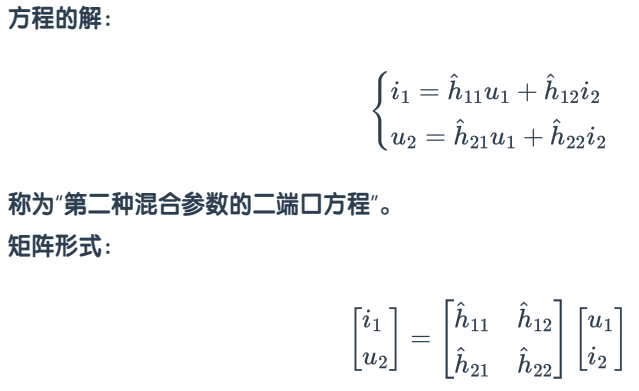 方程的解：
$$\begin{cases} i_1 = \hat{h}_{11}u_1 + \hat{h}_{12}i_2 \\ u_2 = \hat{h}_{21}u_1 + \hat{h}_{22}i_2 \end{cases}$$
称为“第二种混合参数的二端口方程”。
矩阵形式：
$$\begin{bmatrix} i_1 \\ u_2 \end{bmatrix} = \begin{bmatrix} \hat{h}_{11} & \hat{h}_{12} \\ \hat{h}_{21} & \hat{h}_{22} \end{bmatrix} \begin{bmatrix} u_1 \\ i_2 \end{bmatrix}$$